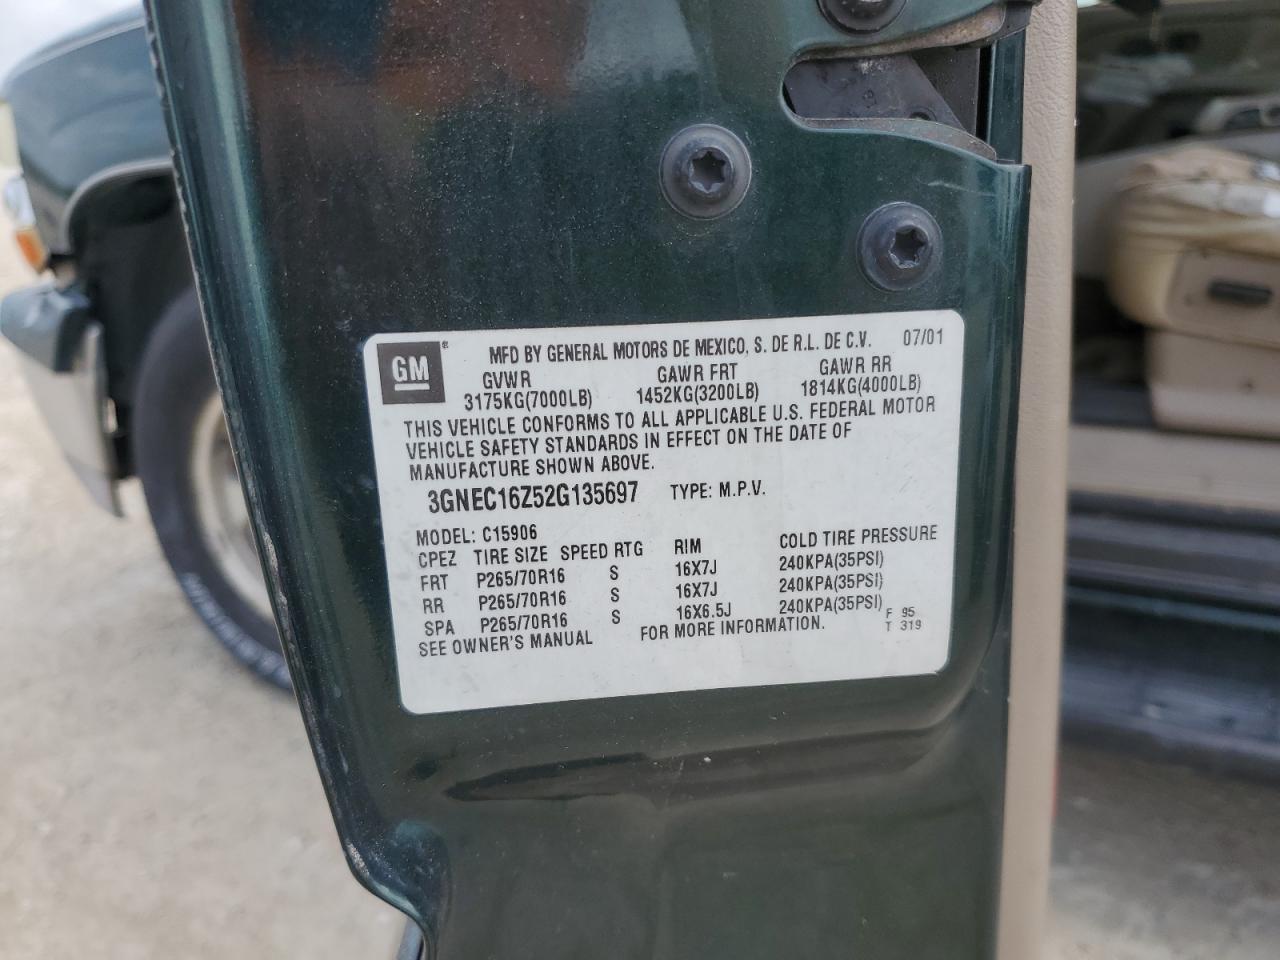 GM ® MFD BY GENERAL MOTORS DE MEXICO, S. DE R.L. DE C.V. 07/01
GVWR GAWR FRT GAWR RR
3175KG(7000LB) 1452KG(3200LB) 1814KG(4000LB)
THIS VEHICLE CONFORMS TO ALL APPLICABLE U.S. FEDERAL MOTOR
VEHICLE SAFETY STANDARDS IN EFFECT ON THE DATE OF
MANUFACTURE SHOWN ABOVE.
3GNEC16Z52G135697 TYPE: M.P.V.
MODEL: C15906
CPEZ TIRE SIZE SPEED RTG RIM COLD TIRE PRESSURE
FRT P265/70R16 S 16X7J 240KPA(35PSI)
RR P265/70R16 S 16X7J 240KPA(35PSI)
SPA P265/70R16 S 16X6.5J 240KPA(35PSI)
SEE OWNER'S MANUAL FOR MORE INFORMATION.
F 95
T 319